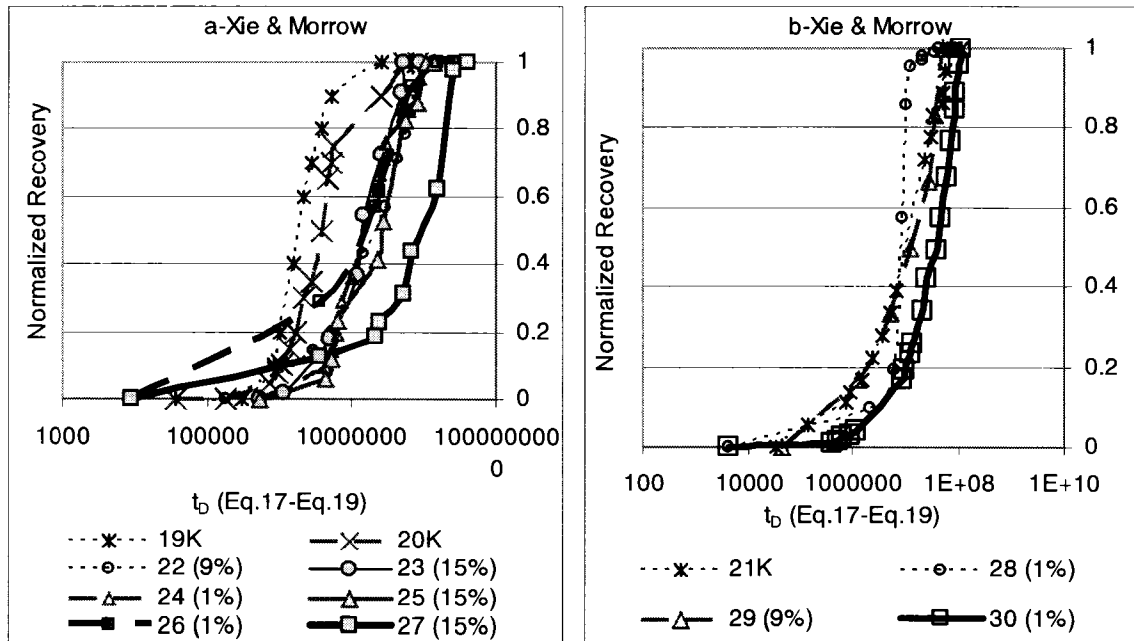 a-Xie & Morrow
Normalized Recovery
1
0.8
0.6
0.4
0.2
0
1000 100000 10000000 100000000
0
tD (Eq.17-Eq.19)
19K 20K
22 (9%) 23 (15%)
24 (1%) 25 (15%)
26 (1%) 27 (15%)
b-Xie & Morrow
Normalized Recovery
1
0.8
0.6
0.4
0.2
0
100 10000 1000000 1E+08 1E+10
tD (Eq.17-Eq.19)
21K 28 (1%)
29 (9%) 30 (1%)